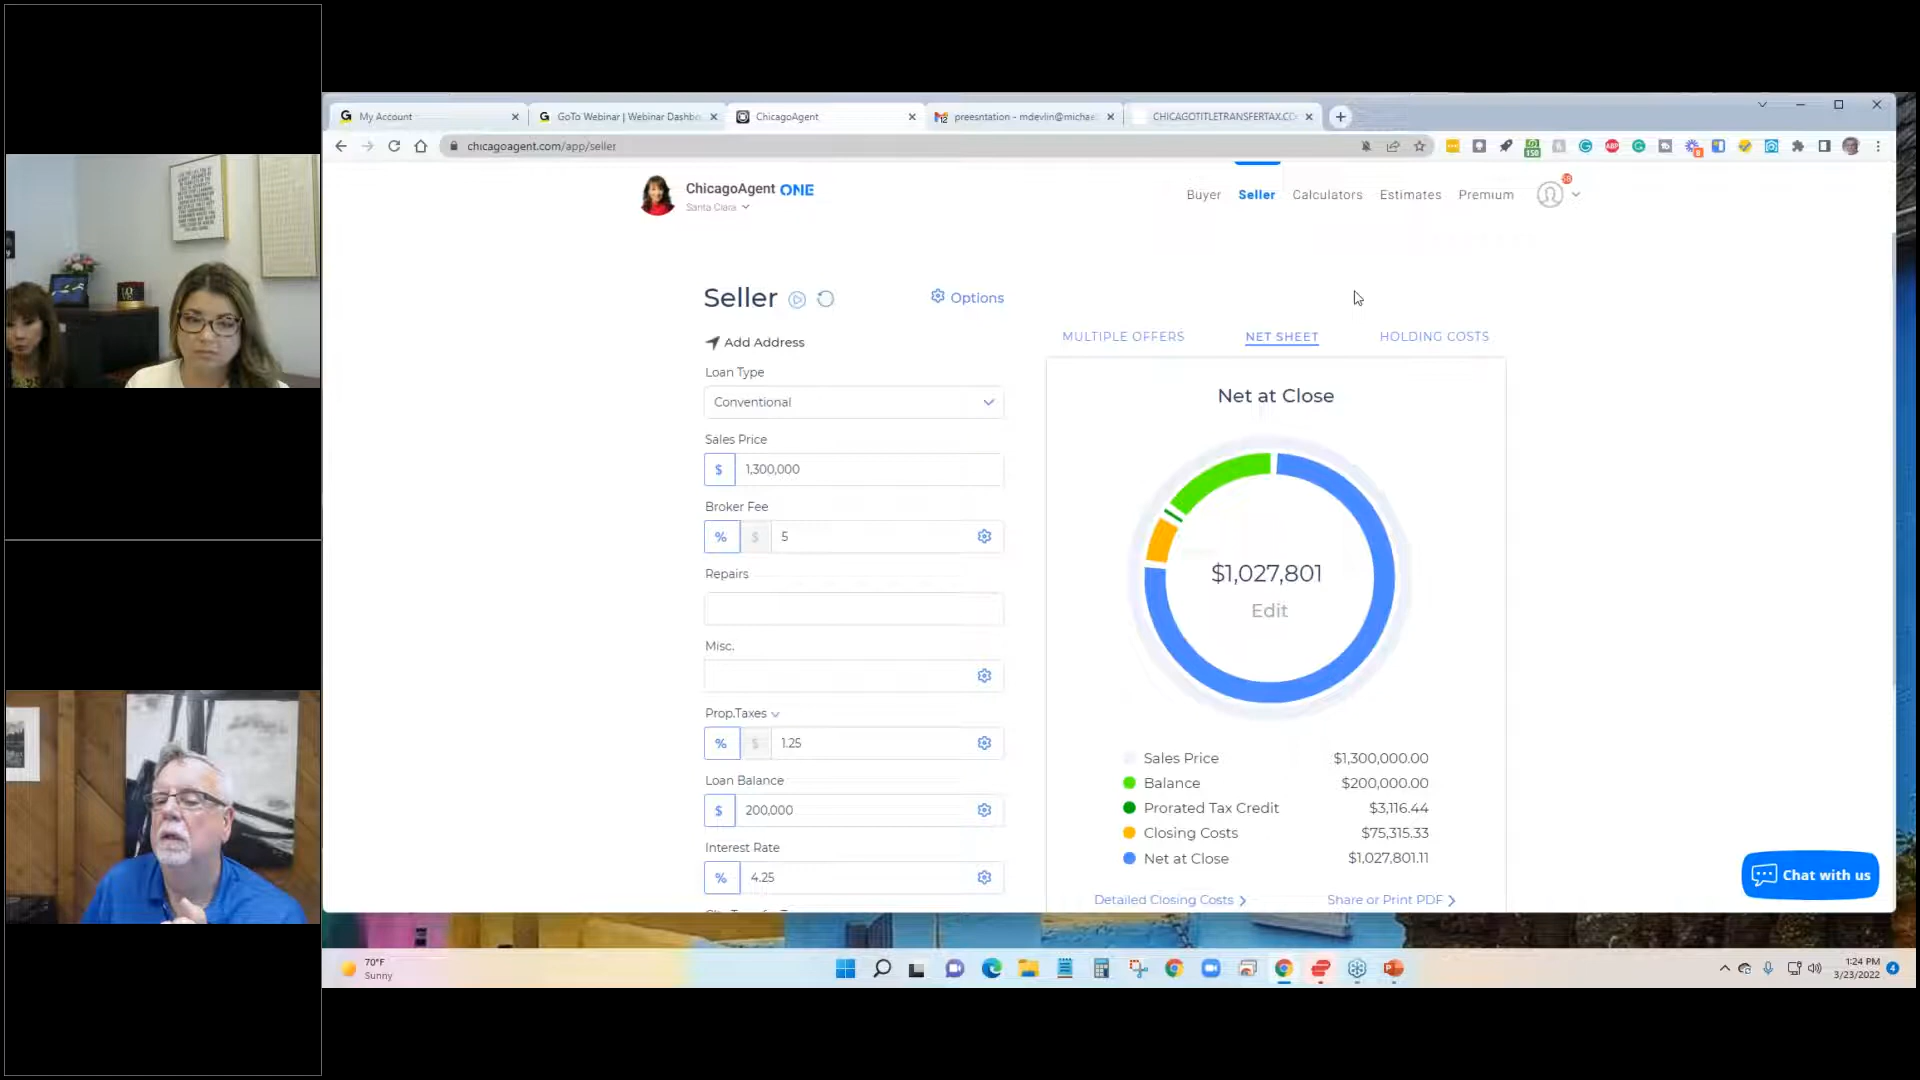 My Account
GoTo Webinar | Webinar Dashbo
ChicagoAgent
preesntation - mdevlin@michae
CHICAGOTITLETRANSFERTAX.CO
chicagoagent.com/app/seller
150
ABP
ChicagoAgent ONE
Santa Clara
Buyer
Seller
Calculators
Estimates
Premium
Seller
Options
Add Address
MULTIPLE OFFERS
NET SHEET
HOLDING COSTS
Loan Type
Conventional
Sales Price
$ 1,300,000
Broker Fee
% $ 5
Repairs
Misc.
Prop.Taxes
% $ 1.25
Loan Balance
$ 200,000
Interest Rate
% 4.25
Net at Close
$1,027,801
Edit
Sales Price $1,300,000.00
Balance $200,000.00
Prorated Tax Credit $3,116.44
Closing Costs $75,315.33
Net at Close $1,027,801.11
Detailed Closing Costs
Share or Print PDF
Chat with us
70°F
Sunny
1:24 PM
3/23/2022
4